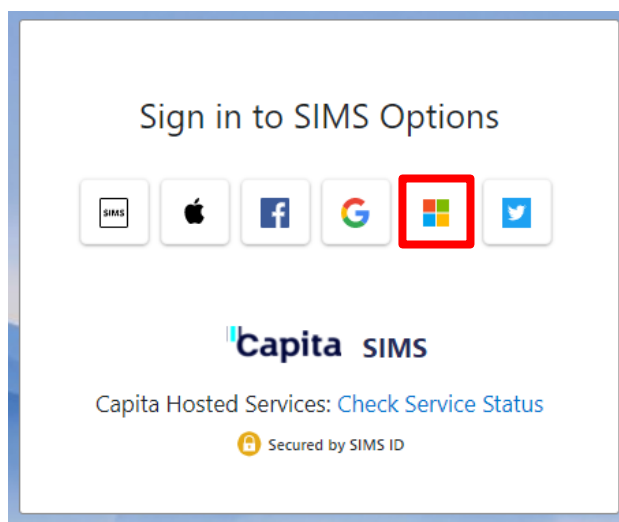 Sign in to SIMS Options
SIMS
Capita SIMS
Capita Hosted Services: Check Service Status
Secured by SIMS ID